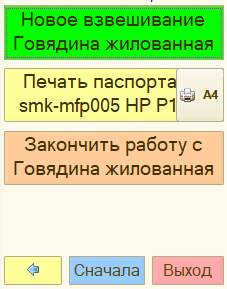 Новое взвешивание
Говядина жилованная
Печать паспорта
smk-mfp005 HP P1
A4
Закончить работу с
Говядина жилованная
Сначала
Выход